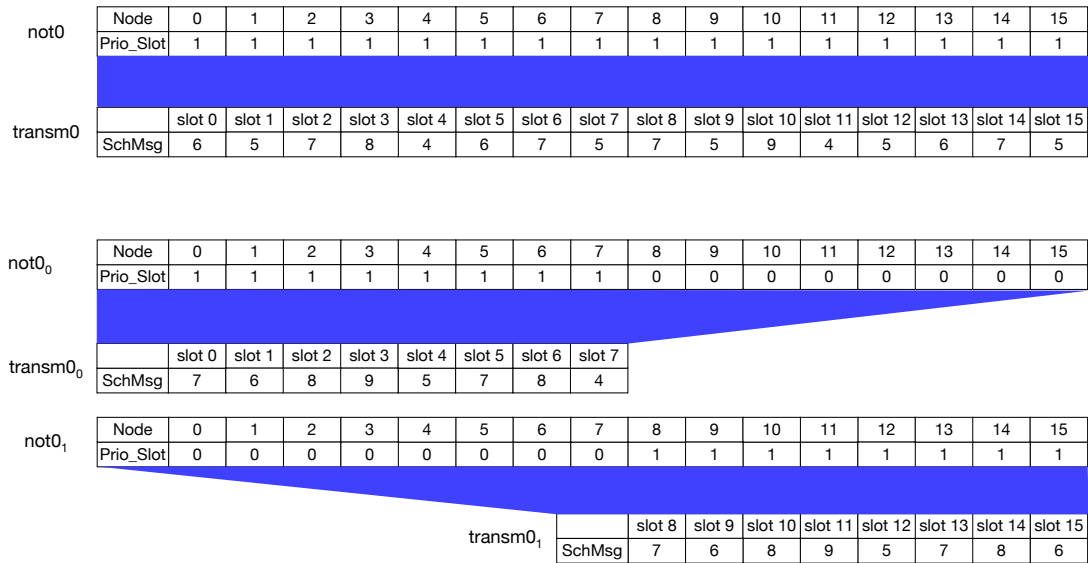 not0
Node 0 1 2 3 4 5 6 7 8 9 10 11 12 13 14 15
Prio_Slot 1 1 1 1 1 1 1 1 1 1 1 1 1 1 1 1
transm0
slot 0 slot 1 slot 2 slot 3 slot 4 slot 5 slot 6 slot 7 slot 8 slot 9 slot 10 slot 11 slot 12 slot 13 slot 14 slot 15
SchMsg 6 5 7 8 4 6 7 5 7 5 9 4 5 6 7 5
not0₀
Node 0 1 2 3 4 5 6 7 8 9 10 11 12 13 14 15
Prio_Slot 1 1 1 1 1 1 1 1 0 0 0 0 0 0 0 0
transm0₀
slot 0 slot 1 slot 2 slot 3 slot 4 slot 5 slot 6 slot 7
SchMsg 7 6 8 9 5 7 8 4
not0₁
Node 0 1 2 3 4 5 6 7 8 9 10 11 12 13 14 15
Prio_Slot 0 0 0 0 0 0 0 0 1 1 1 1 1 1 1 1
transm0₁
slot 8 slot 9 slot 10 slot 11 slot 12 slot 13 slot 14 slot 15
SchMsg 7 6 8 9 5 7 8 6